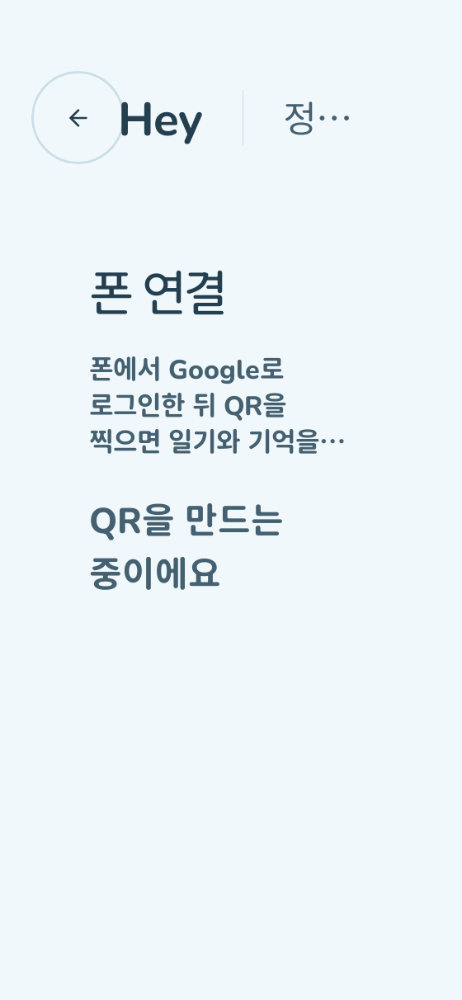 Hey 정…
폰 연결
폰에서 Google로
로그인한 뒤 QR을
찍으면 일기와 기억을…
QR을 만드는
중이에요